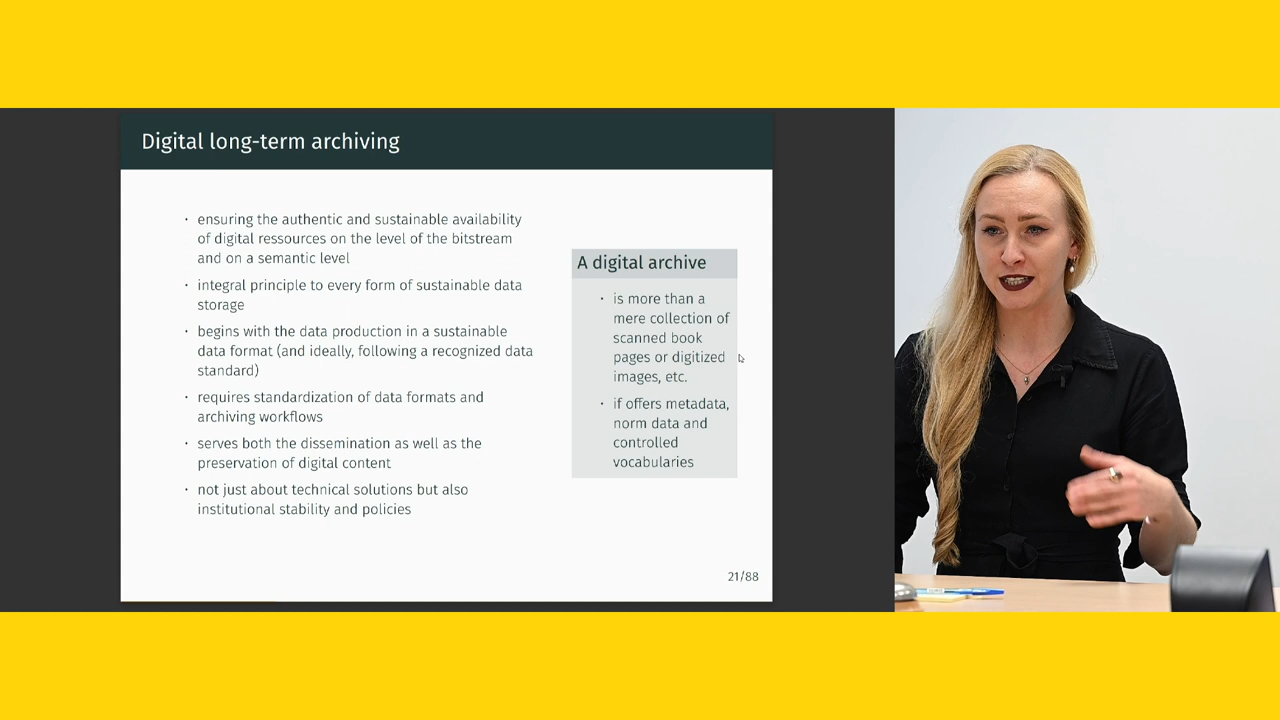 Digital long-term archiving
· ensuring the authentic and sustainable availability
of digital ressources on the level of the bitstream
and on a semantic level
· integral principle to every form of sustainable data
storage
· begins with the data production in a sustainable
data format (and ideally, following a recognized data
standard)
· requires standardization of data formats and
archiving workflows
· serves both the dissemination as well as the
preservation of digital content
· not just about technical solutions but also
institutional stability and policies
A digital archive
· is more than a
mere collection of
scanned book
pages or digitized
images, etc.
· if offers metadata,
norm data and
controlled
vocabularies
21/88